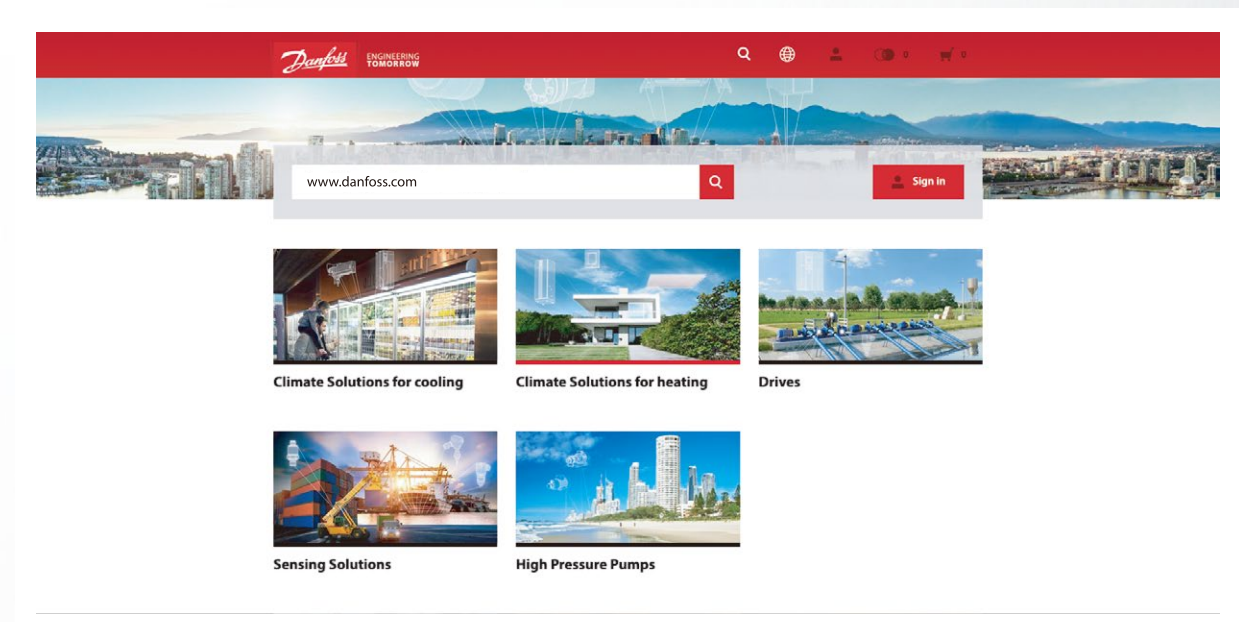 Danfoss
ENGINEERING
TOMORROW
0
0
www.danfoss.com
Sign in
Climate Solutions for cooling
Climate Solutions for heating
Drives
Sensing Solutions
High Pressure Pumps